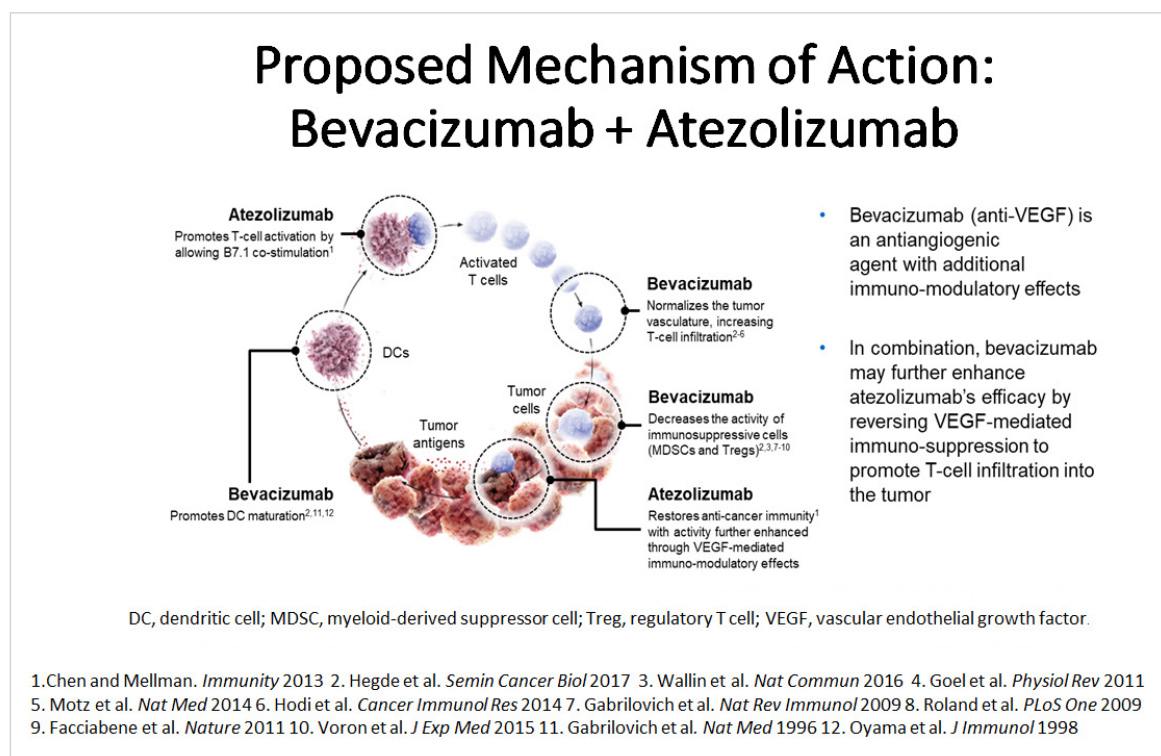 Proposed Mechanism of Action:
Bevacizumab + Atezolizumab
Atezolizumab
Promotes T-cell activation by
allowing B7.1 co-stimulation1
Activated
T cells
Bevacizumab
Normalizes the tumor
vasculature, increasing
T-cell infiltration2-6
DCs
Tumor
cells
Bevacizumab
Decreases the activity of
immunosuppressive cells
(MDSCs and Tregs)2,3,7-10
Tumor
antigens
Bevacizumab
Promotes DC maturation2,11,12
Atezolizumab
Restores anti-cancer immunity1
with activity further enhanced
through VEGF-mediated
immuno-modulatory effects
• Bevacizumab (anti-VEGF) is
an antiangiogenic
agent with additional
immuno-modulatory effects
• In combination, bevacizumab
may further enhance
atezolizumab's efficacy by
reversing VEGF-mediated
immuno-suppression to
promote T-cell infiltration into
the tumor
DC, dendritic cell; MDSC, myeloid-derived suppressor cell; Treg, regulatory T cell; VEGF, vascular endothelial growth factor.
1.Chen and Mellman. Immunity 2013 2. Hegde et al. Semin Cancer Biol 2017 3. Wallin et al. Nat Commun 2016 4. Goel et al. Physiol Rev 2011
5. Motz et al. Nat Med 2014 6. Hodi et al. Cancer Immunol Res 2014 7. Gabrilovich et al. Nat Rev Immunol 2009 8. Roland et al. PLoS One 2009
9. Facciabene et al. Nature 2011 10. Voron et al. J Exp Med 2015 11. Gabrilovich et al. Nat Med 1996 12. Oyama et al. J Immunol 1998